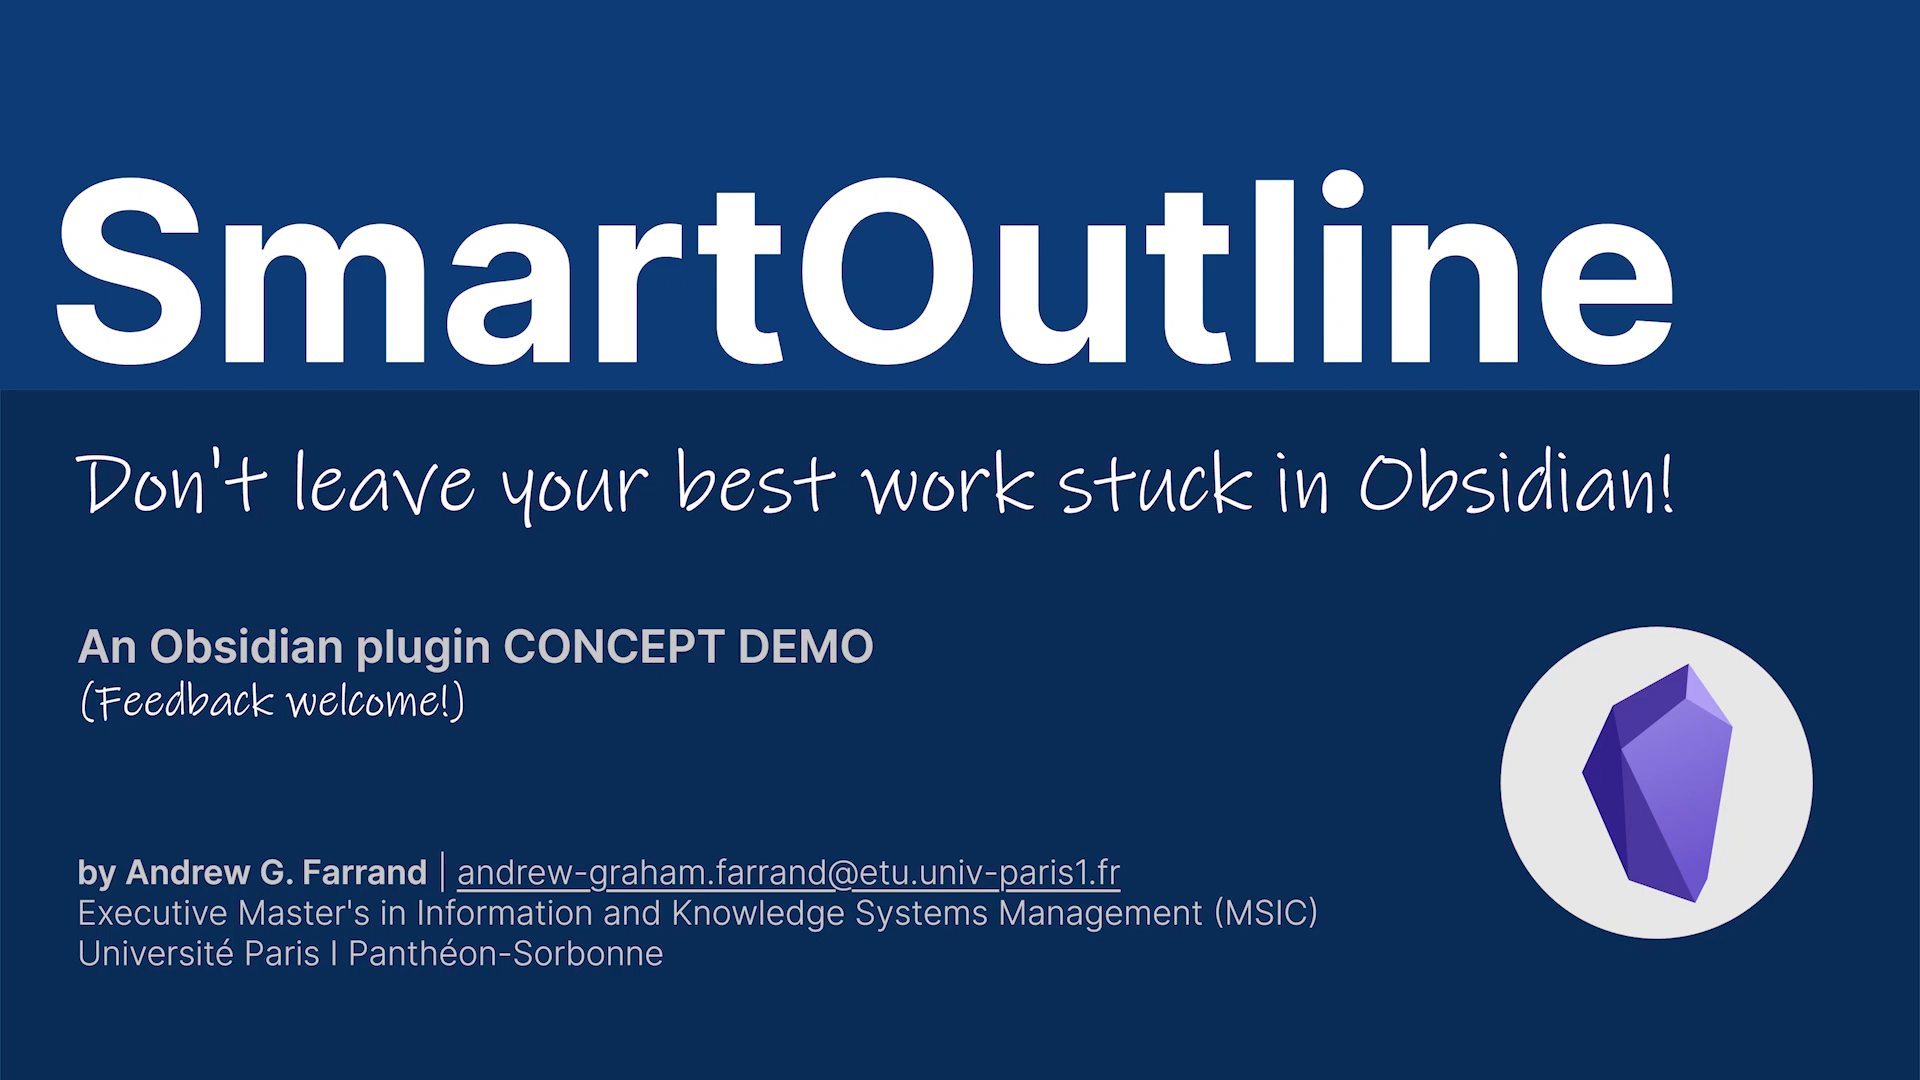 SmartOutline
Don't leave your best work stuck in Obsidian!
An Obsidian plugin CONCEPT DEMO
(Feedback welcome!)
by Andrew G. Farrand | andrew-graham.farrand@etu.univ-paris1.fr
Executive Master's in Information and Knowledge Systems Management (MSIC)
Université Paris I Panthéon-Sorbonne